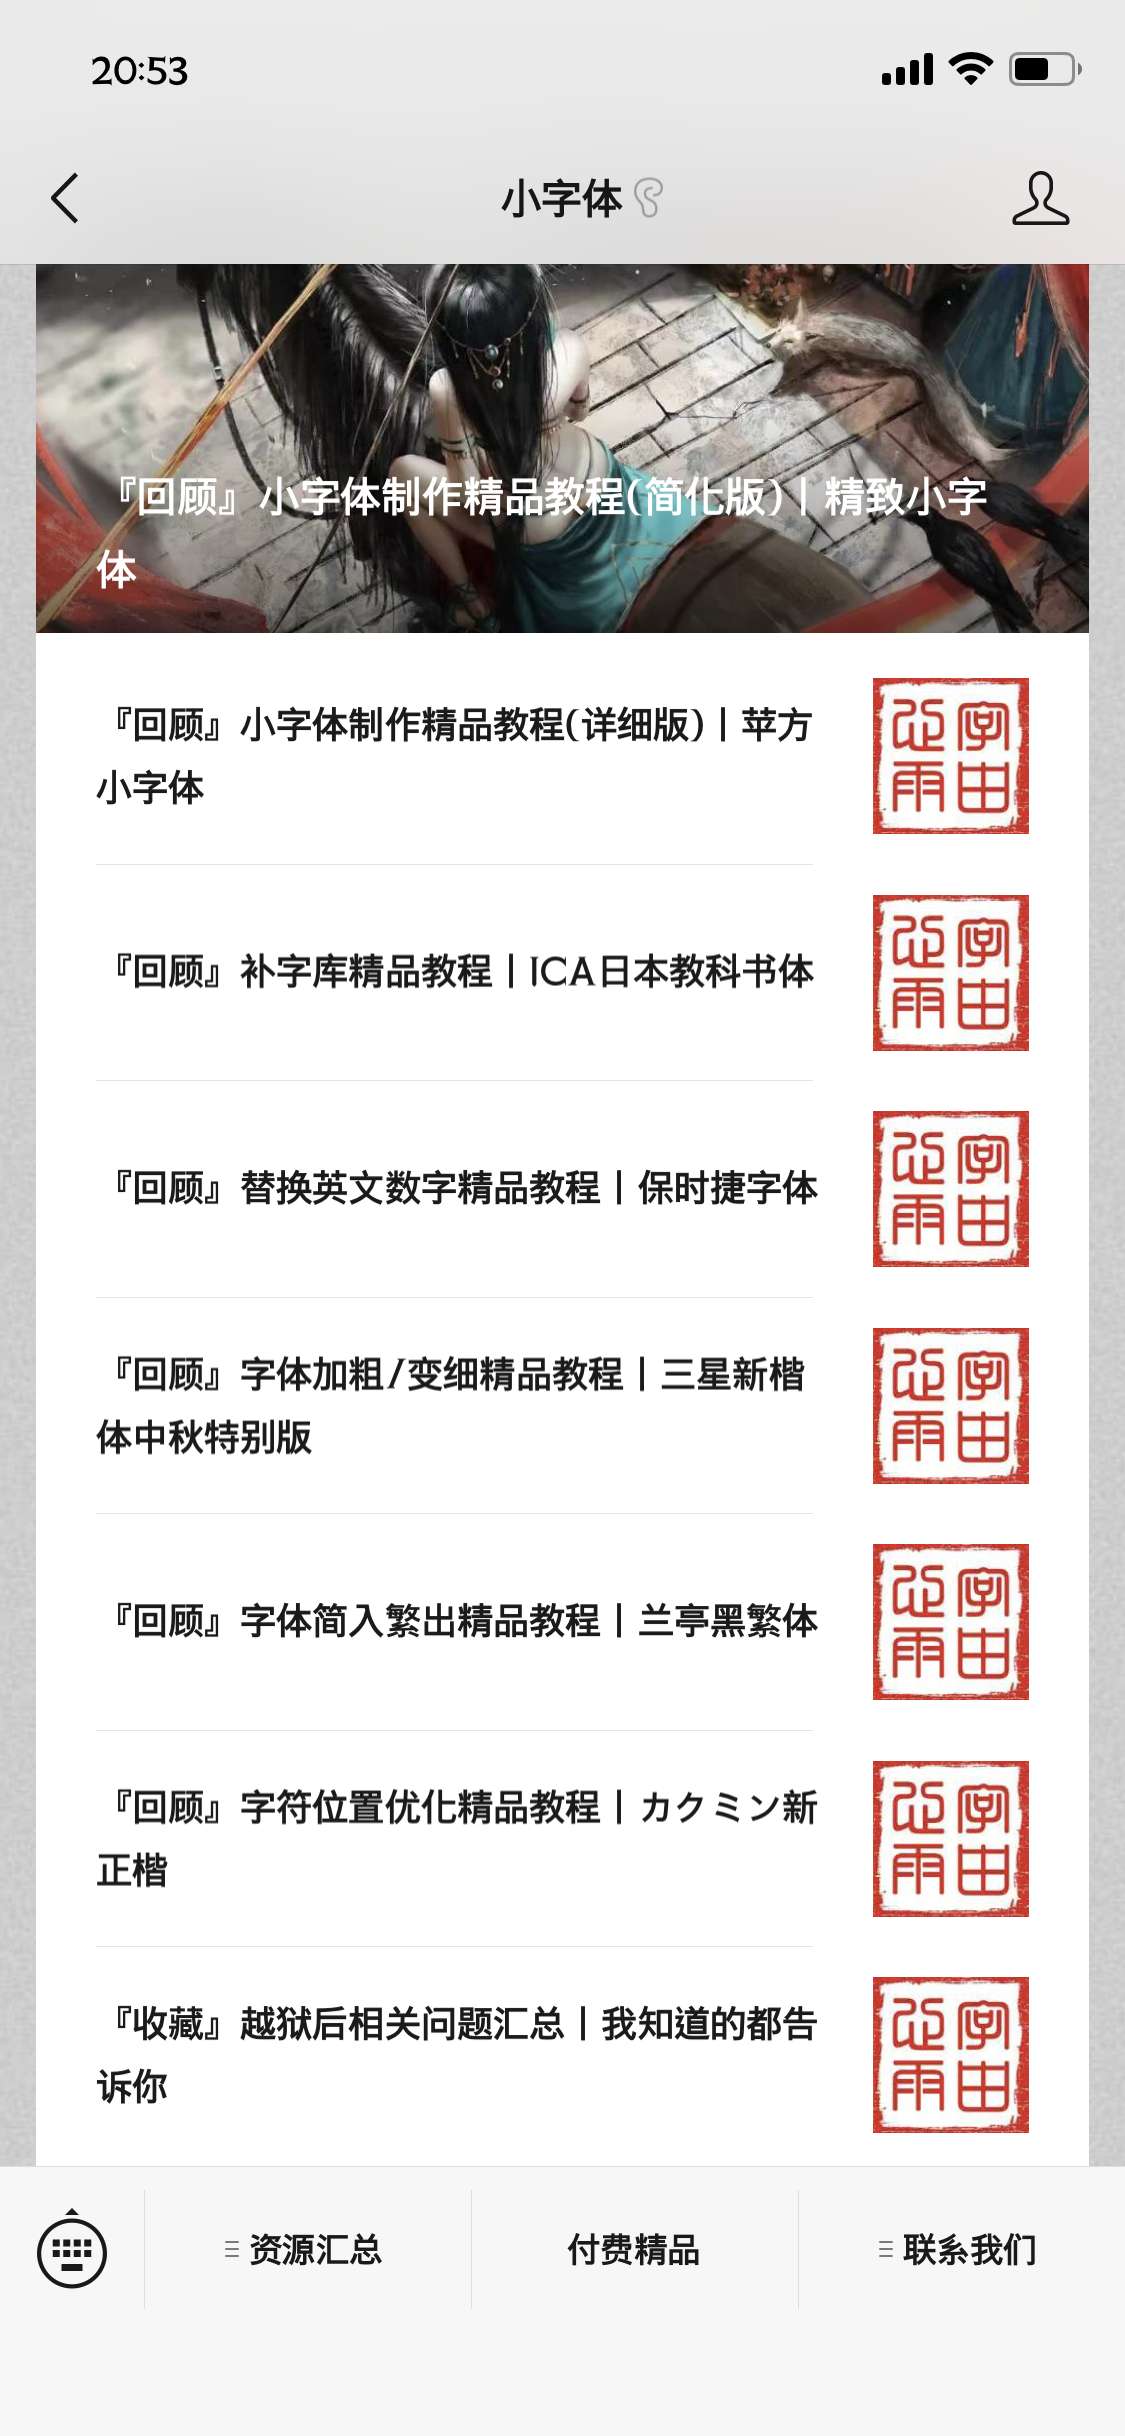 20:53
小字体
『回顾』小字体制作精品教程(简化版)丨精致小字
体
『回顾』小字体制作精品教程(详细版)丨苹方
小字体
『回顾』补字库精品教程丨ICA日本教科书体
『回顾』替换英文数字精品教程丨保时捷字体
『回顾』字体加粗/变细精品教程丨三星新楷
体中秋特别版
『回顾』字体简入繁出精品教程丨兰亭黑繁体
『回顾』字符位置优化精品教程丨カクミン新
正楷
『收藏』越狱后相关问题汇总丨我知道的都告
诉你
资源汇总
付费精品
联系我们